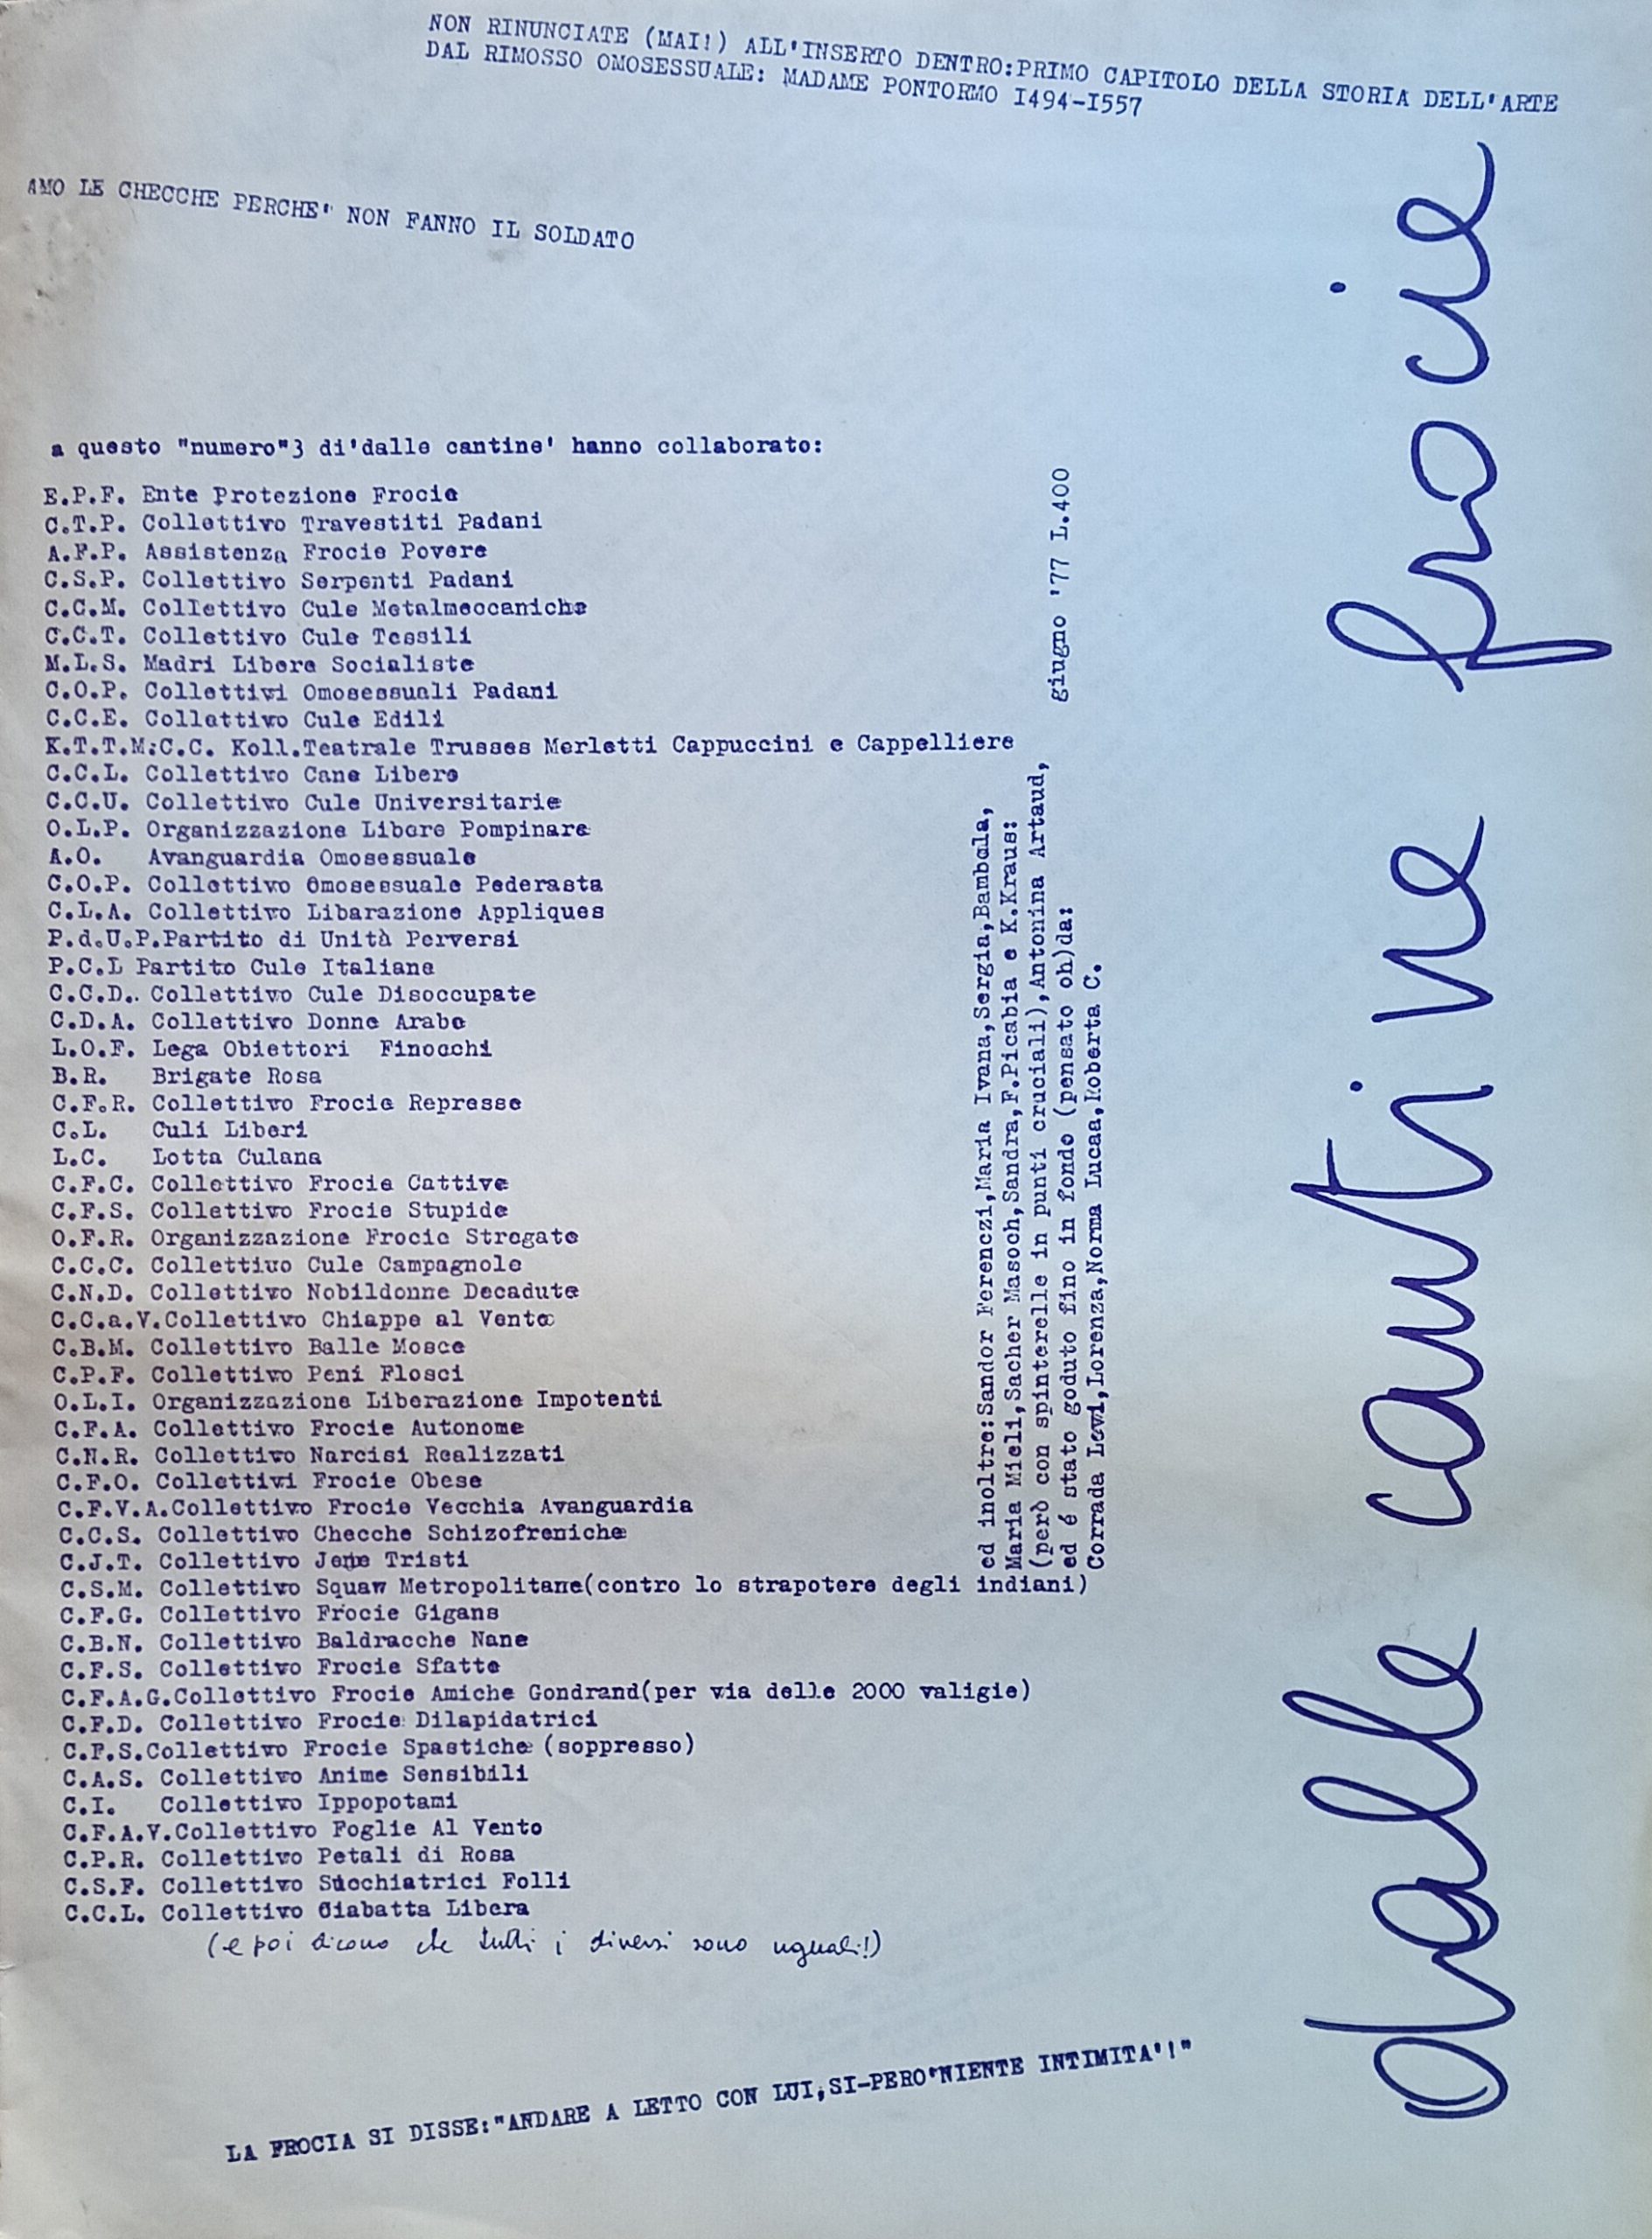 NON RINUNCIATE (MAI!) ALL'INSERTO DENTRO:PRIMO CAPITOLO DELLA STORIA DELL'ARTE
DAL RIMOSSO OMOSESSUALE: MADAME PONTORMO I494-I557
AMO LE CHECCHE PERCHE' NON FANNO IL SOLDATO
a questo "numero"3 di'dalle cantine' hanno collaborato:
E.P.F. Ente Protezione Frocie
C.T.P. Collettivo Travestiti Padani
A.F.P. Assistenza Frocie Povere
C.S.P. Collettivo Serpenti Padani
C.C.M. Collettivo Cule Metalmeccaniche
C.C.T. Collettivo Cule Tessili
M.L.S. Madri Libere Socialiste
C.O.P. Collettivi Omosessuali Padani
C.C.E. Collettivo Cule Edili
K.T.T.M.C.C. Koll.Teatrale Trusses Merletti Cappuccini e Cappelliere
C.C.L. Collettivo Cane Libero
C.C.U. Collettivo Cule Universitarie
O.L.P. Organizzazione Libere Pompinare
A.O. Avanguardia Omosessuale
C.O.P. Collettivo Omosessuale Pederasta
C.L.A. Collettivo Libarazione Appliques
P.d.U.P.Partito di Unità Perversi
P.C.I Partito Cule Italiane
C.C.D. Collettivo Cule Disoccupate
C.D.A. Collettivo Donne Arabe
L.O.F. Lega Obiettori Finocchi
B.R. Brigate Rosa
C.F.R. Collettivo Frocie Represse
C.L. Culi Liberi
L.C. Lotta Culana
C.F.C. Collettivo Frocie Cattive
C.F.S. Collettivo Frocie Stupide
O.F.R. Organizzazione Frocie Stregate
C.C.C. Collettivo Cule Campagnole
C.N.D. Collettivo Nobildonne Decadute
C.C.a.V.Collettivo Chiappe al Vento
C.B.M. Collettivo Balle Mosce
C.P.F. Collettivo Peni Flosci
O.L.I. Organizzazione Liberazione Impotenti
C.F.A. Collettivo Frocie Autonome
C.N.R. Collettivo Narcisi Realizzati
C.F.O. Collettivi Frocie Obese
C.F.V.A.Collettivo Frocie Vecchia Avanguardia
C.C.S. Collettivo Checche Schizofreniche
C.J.T. Collettivo Jene Tristi
C.S.M. Collettivo Squaw Metropolitane(contro lo strapotere degli indiani)
C.F.G. Collettivo Frocie Gigans
C.B.N. Collettivo Baldracche Nane
C.F.S. Collettivo Frocie Sfatte
C.F.A.G.Collettivo Frocie Amiche Gondrand(per via delle 2000 valigie)
C.F.D. Collettivo Frocie Dilapidatrici
C.F.S.Collettivo Frocie Spastiche (soppresso)
C.A.S. Collettivo Anime Sensibili
C.I. Collettivo Ippopotami
C.F.A.V.Collettivo Foglie Al Vento
C.P.R. Collettivo Petali di Rosa
C.S.F. Collettivo Sicchiatrici Folli
C.C.L. Collettivo Ciabatta Libera
(e poi dicono che tutti i diversi sono uguali!)
giugno '77 L.400
ed inoltre:Sandor Ferenczi,Maria Ivana,Sergia,Bambola,
Maria Mieli,Sacher Masoch,Sandra,F.Picabia e K.Kraus:
(però con spinterelle in punti cruciali),Antonina Artaud,
ed é stato goduto fino in fondo (pensato oh)da:
Corrada Levi,Lorenza,Norma Lucaa,Roberta C.
dalle cantine frocie
LA FROCIA SI DISSE:"ANDARE A LETTO CON LUI,SI-PERO'NIENTE INTIMITA'!"